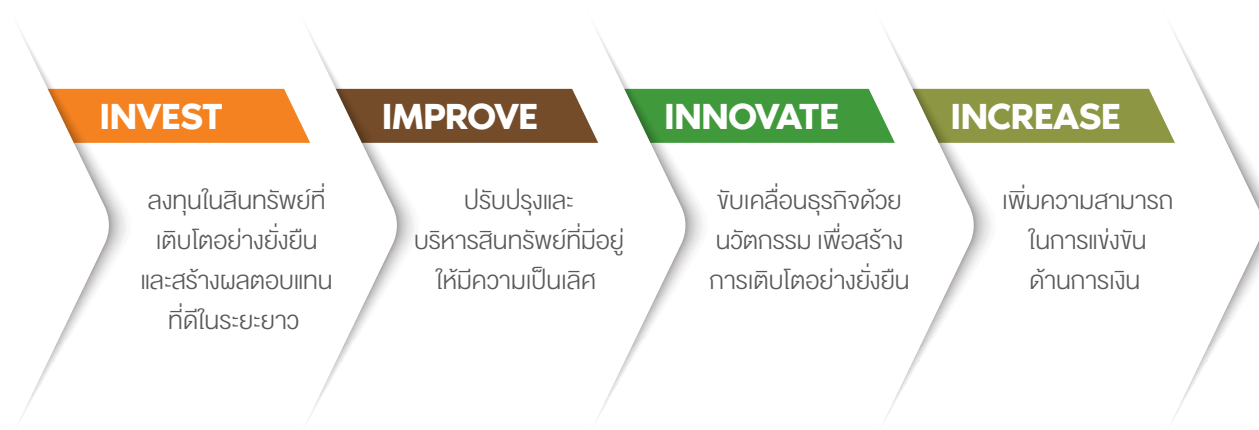 INVEST
ลงทุนในสินทรัพย์ที่
เติบโตอย่างยั่งยืน
และสร้างผลตอบแทน
ที่ดีในระยะยาว
IMPROVE
ปรับปรุงและ
บริหารสินทรัพย์ที่มีอยู่
ให้มีความเป็นเลิศ
INNOVATE
ขับเคลื่อนธุรกิจด้วย
นวัตกรรม เพื่อสร้าง
การเติบโตอย่างยั่งยืน
INCREASE
เพิ่มความสามารถ
ในการแข่งขัน
ด้านการเงิน